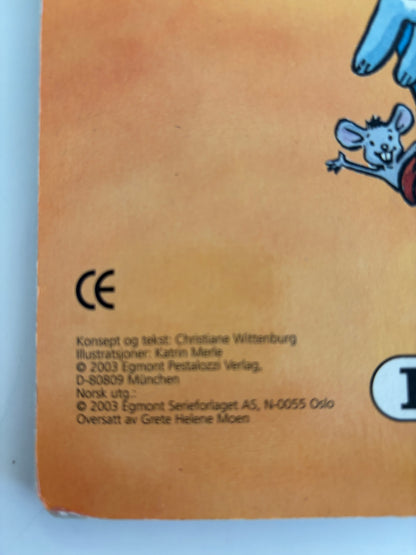 CE
Konsept og tekst: Christiane Wittenburg
Illustratsjoner: Katrin Merle
© 2003 Egmont Pestalozzi Verlag,
D-80809 München
Norsk utg.:
© 2003 Egmont Serieforlaget AS, N-0055 Oslo
Oversatt av Grete Helene Moen